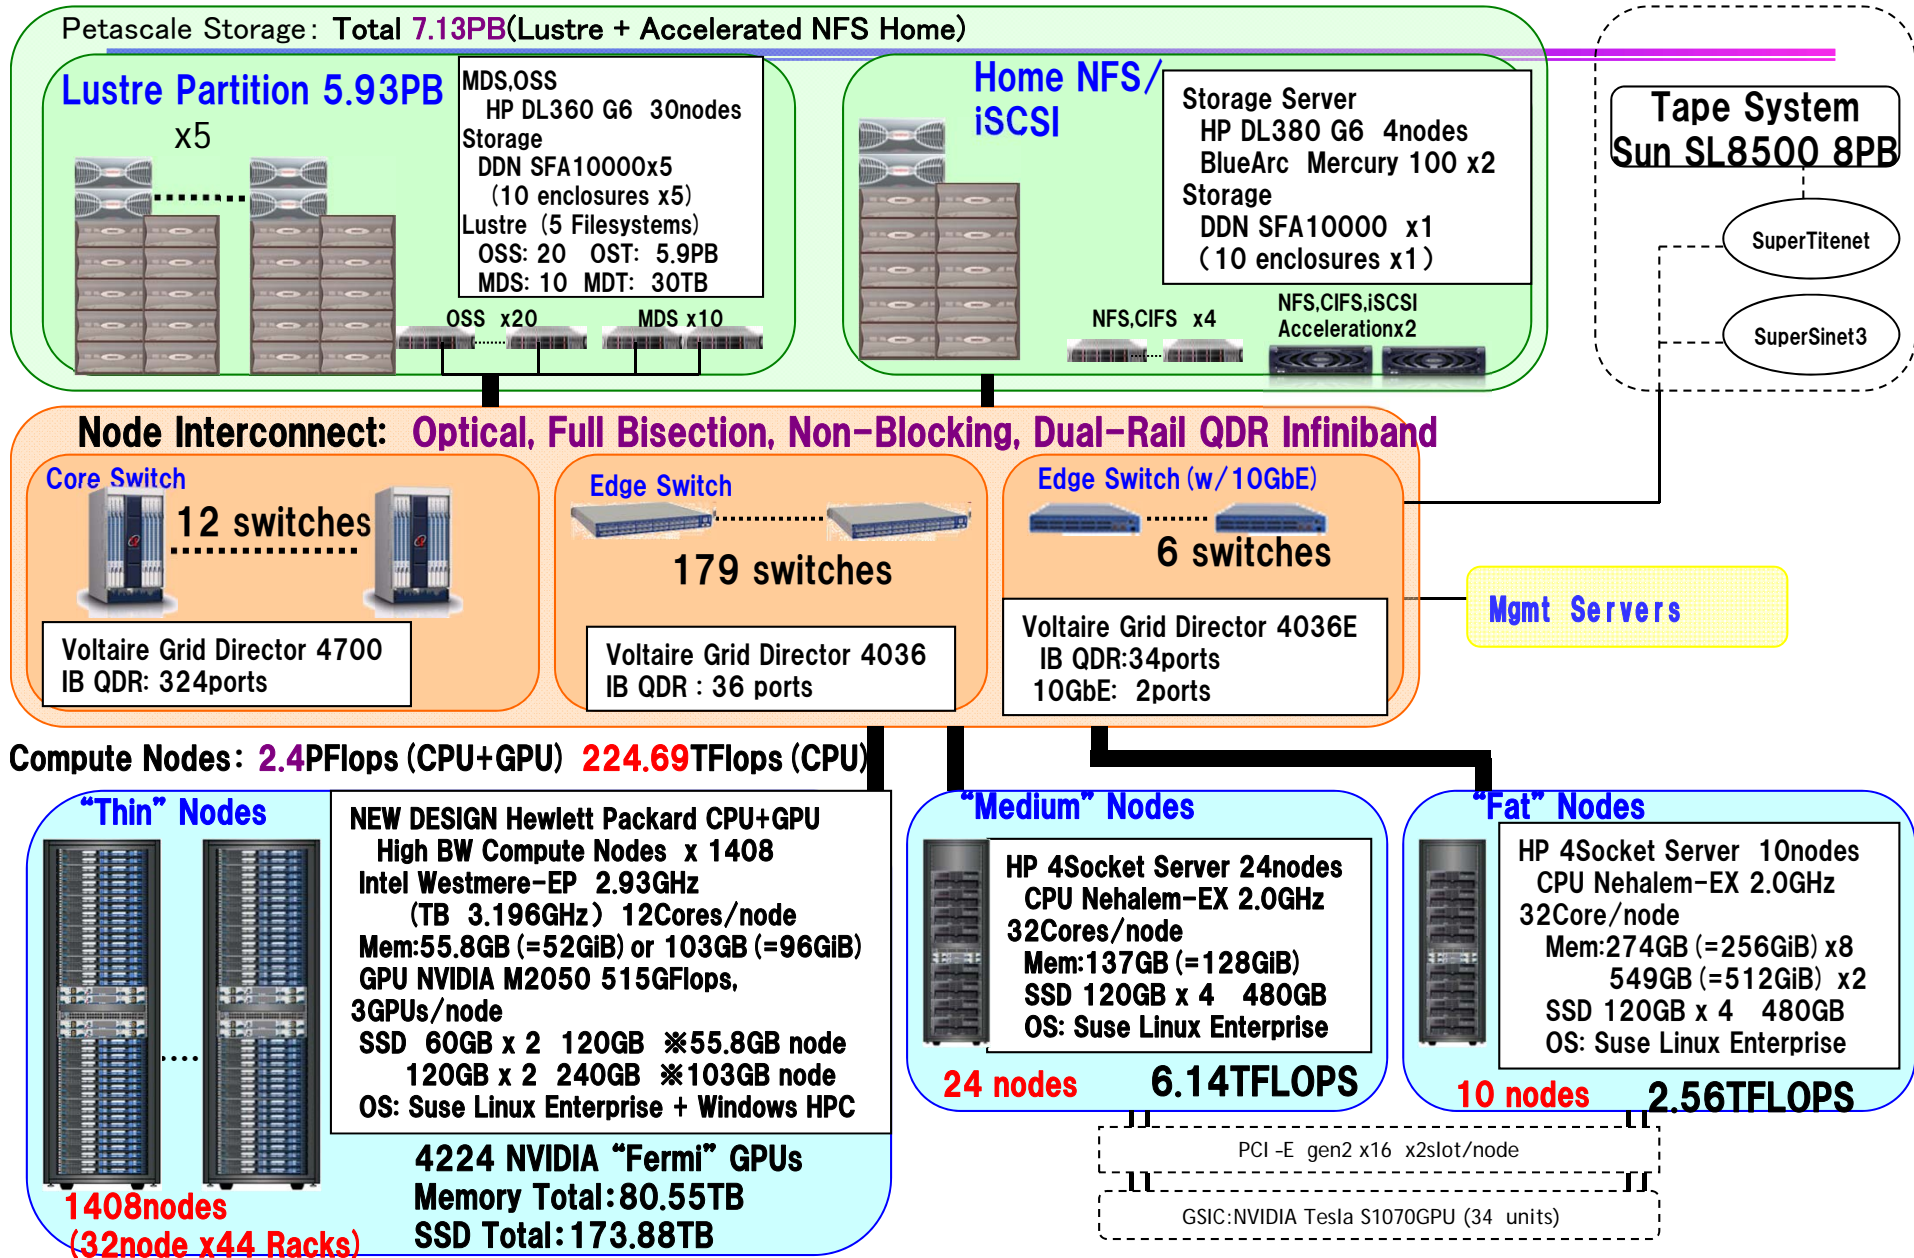 Petascale Storage: Total 7.13PB(Lustre + Accelerated NFS Home)
Lustre Partition 5.93PB
x5
MDS,OSS
HP DL360 G6 30nodes
Storage
DDN SFA10000x5
(10 enclosures x5)
Lustre (5 Filesystems)
OSS: 20 OST: 5.9PB
MDS: 10 MDT: 30TB
OSS x20
MDS x10
Home NFS/
iSCSI
Storage Server
HP DL380 G6 4nodes
BlueArc Mercury 100 x2
Storage
DDN SFA10000 x1
(10 enclosures x1)
NFS,CIFS x4
NFS,CIFS,iSCSI
Accelerationx2
Tape System
Sun SL8500 8PB
SuperTitenet
SuperSinet3
Node Interconnect: Optical, Full Bisection, Non-Blocking, Dual-Rail QDR Infiniband
Core Switch
12 switches
Voltaire Grid Director 4700
IB QDR: 324ports
Edge Switch
179 switches
Voltaire Grid Director 4036
IB QDR : 36 ports
Edge Switch (w/10GbE)
6 switches
Voltaire Grid Director 4036E
IB QDR:34ports
10GbE: 2ports
Mgmt Servers
Compute Nodes: 2.4PFlops (CPU+GPU) 224.69TFlops (CPU)
“Thin” Nodes
NEW DESIGN Hewlett Packard CPU+GPU
High BW Compute Nodes x 1408
Intel Westmere-EP 2.93GHz
(TB 3.196GHz) 12Cores/node
Mem:55.8GB (=52GiB) or 103GB (=96GiB)
GPU NVIDIA M2050 515GFlops,
3GPUs/node
SSD 60GB x 2 120GB ※55.8GB node
120GB x 2 240GB ※103GB node
OS: Suse Linux Enterprise + Windows HPC
4224 NVIDIA “Fermi” GPUs
Memory Total:80.55TB
SSD Total:173.88TB
1408nodes
(32node x44 Racks)
“Medium” Nodes
HP 4Socket Server 24nodes
CPU Nehalem-EX 2.0GHz
32Cores/node
Mem:137GB (=128GiB)
SSD 120GB x 4 480GB
OS: Suse Linux Enterprise
24 nodes 6.14TFLOPS
“Fat” Nodes
HP 4Socket Server 10nodes
CPU Nehalem-EX 2.0GHz
32Core/node
Mem:274GB (=256GiB) x8
549GB (=512GiB) x2
SSD 120GB x 4 480GB
OS: Suse Linux Enterprise
10 nodes 2.56TFLOPS
PCI -E gen2 x16 x2slot/node
GSIC:NVIDIA Tesla S1070GPU (34 units)